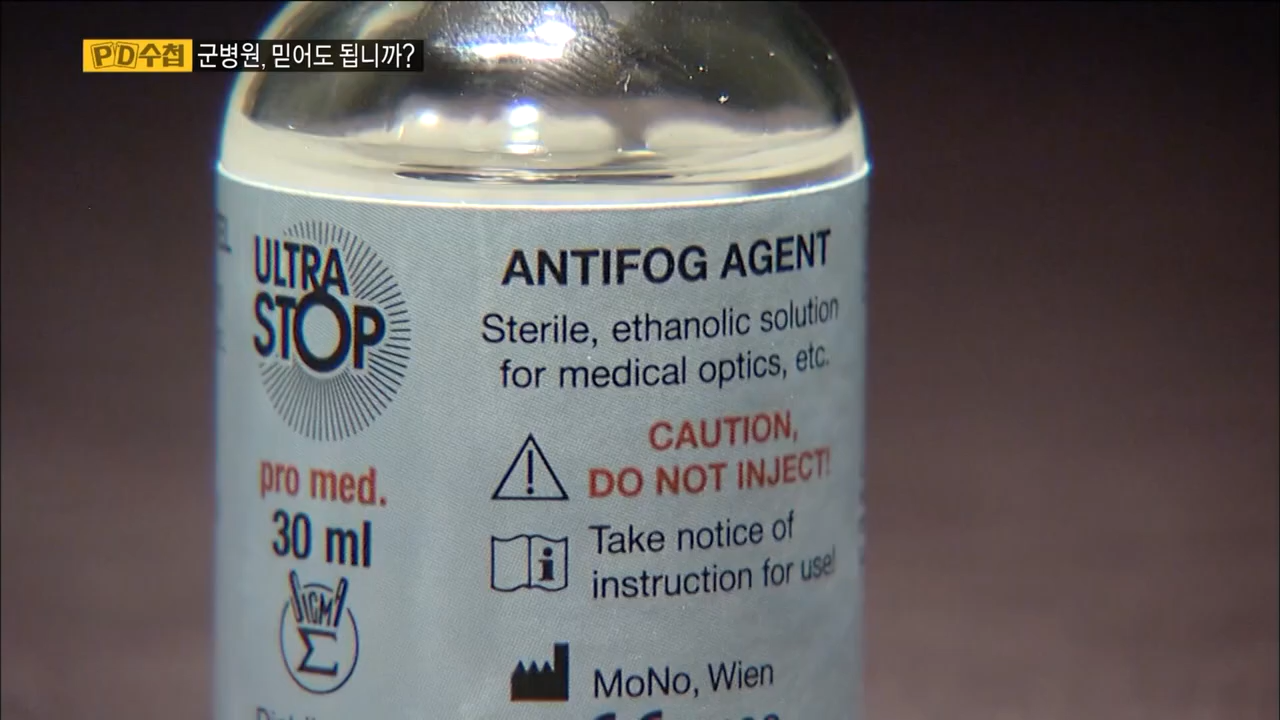 PD수첩 군병원, 믿어도 됩니까?
ULTRA
STOP
pro med.
30 ml
SIGMA
Σ
ANTIFOG AGENT
Sterile, ethanolic solution
for medical optics, etc.
CAUTION,
DO NOT INJECT!
Take notice of
instruction for use!
MoNo, Wien